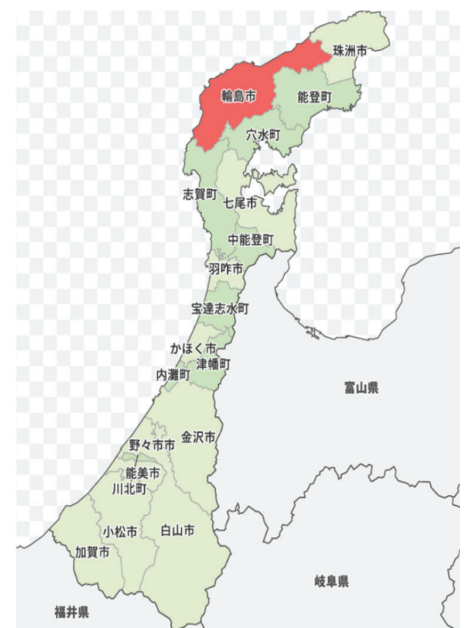 珠洲市
輪島市
能登町
穴水町
志賀町
七尾市
中能登町
羽咋市
宝達志水町
かほく市
津幡町
内灘町
富山県
金沢市
野々市市
能美市
川北町
小松市
白山市
加賀市
岐阜県
福井県